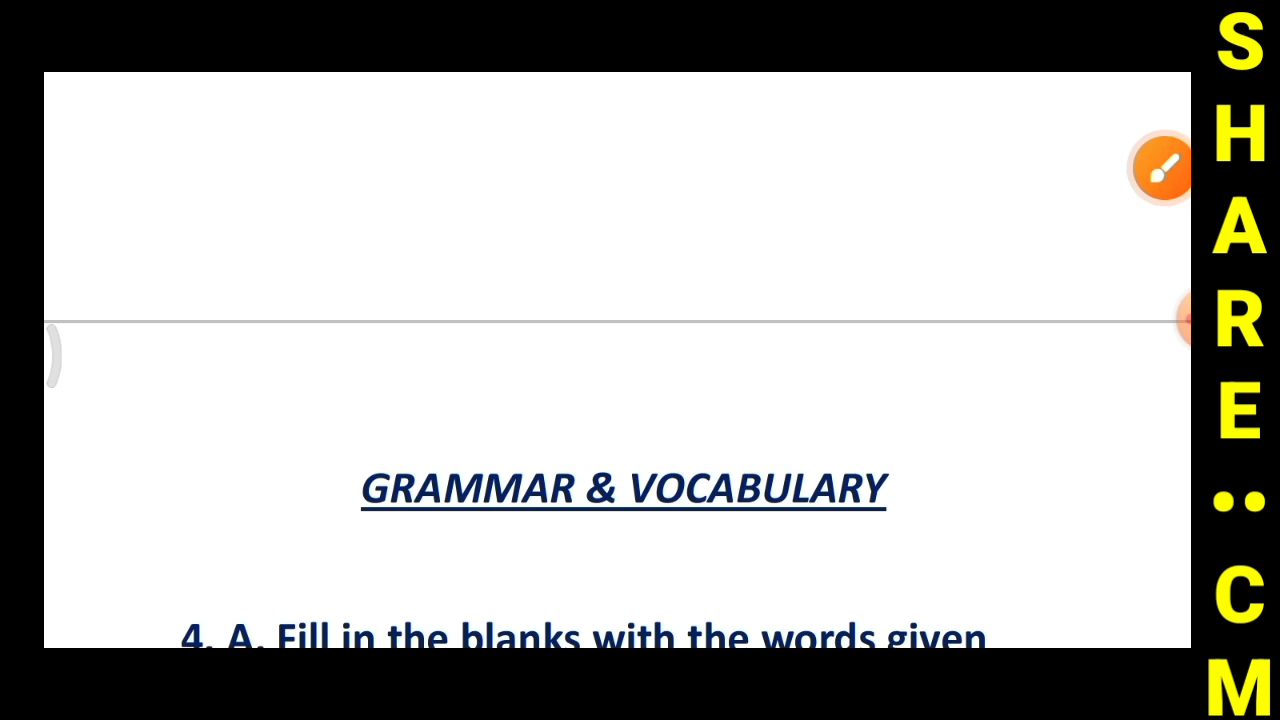 GRAMMAR & VOCABULARY
4. A. Fill in the blanks with the words given
S
H
A
R
E
••
C
M